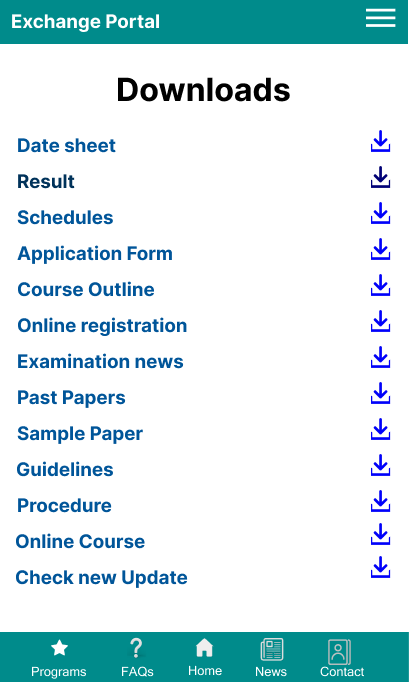 Exchange Portal
Downloads
Date sheet
Result
Schedules
Application Form
Course Outline
Online registration
Examination news
Past Papers
Sample Paper
Guidelines
Procedure
Online Course
Check new Update
Programs
FAQs
Home
News
Contact